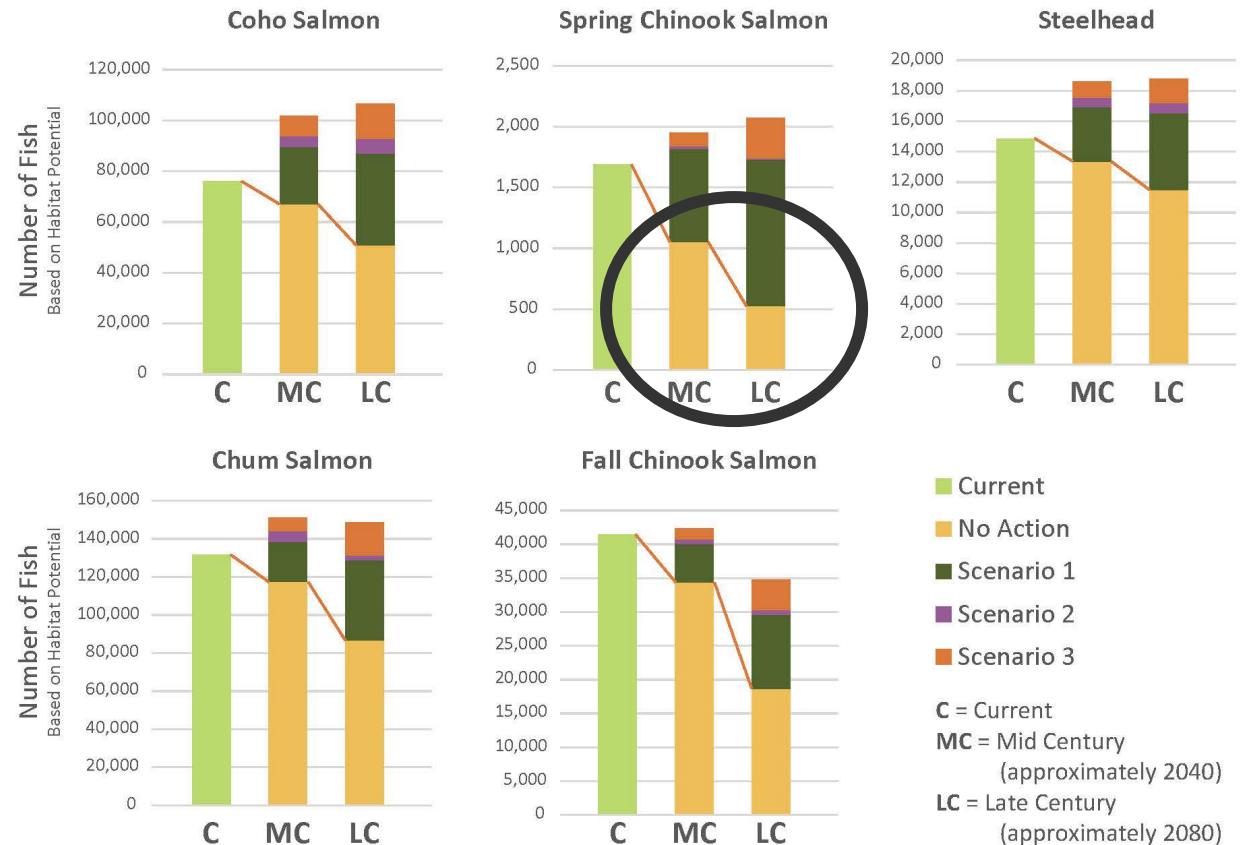 Coho Salmon
Number of Fish
Based on Habitat Potential
120,000
100,000
80,000
60,000
40,000
20,000
0
C MC LC
Spring Chinook Salmon
2,500
2,000
1,500
1,000
500
0
C MC LC
Steelhead
20,000
18,000
16,000
14,000
12,000
10,000
8,000
6,000
4,000
2,000
0
C MC LC
Chum Salmon
Number of Fish
Based on Habitat Potential
160,000
140,000
120,000
100,000
80,000
60,000
40,000
20,000
0
C MC LC
Fall Chinook Salmon
45,000
40,000
35,000
30,000
25,000
20,000
15,000
10,000
5,000
0
C MC LC
Current
No Action
Scenario 1
Scenario 2
Scenario 3
C = Current
MC = Mid Century
(approximately 2040)
LC = Late Century
(approximately 2080)